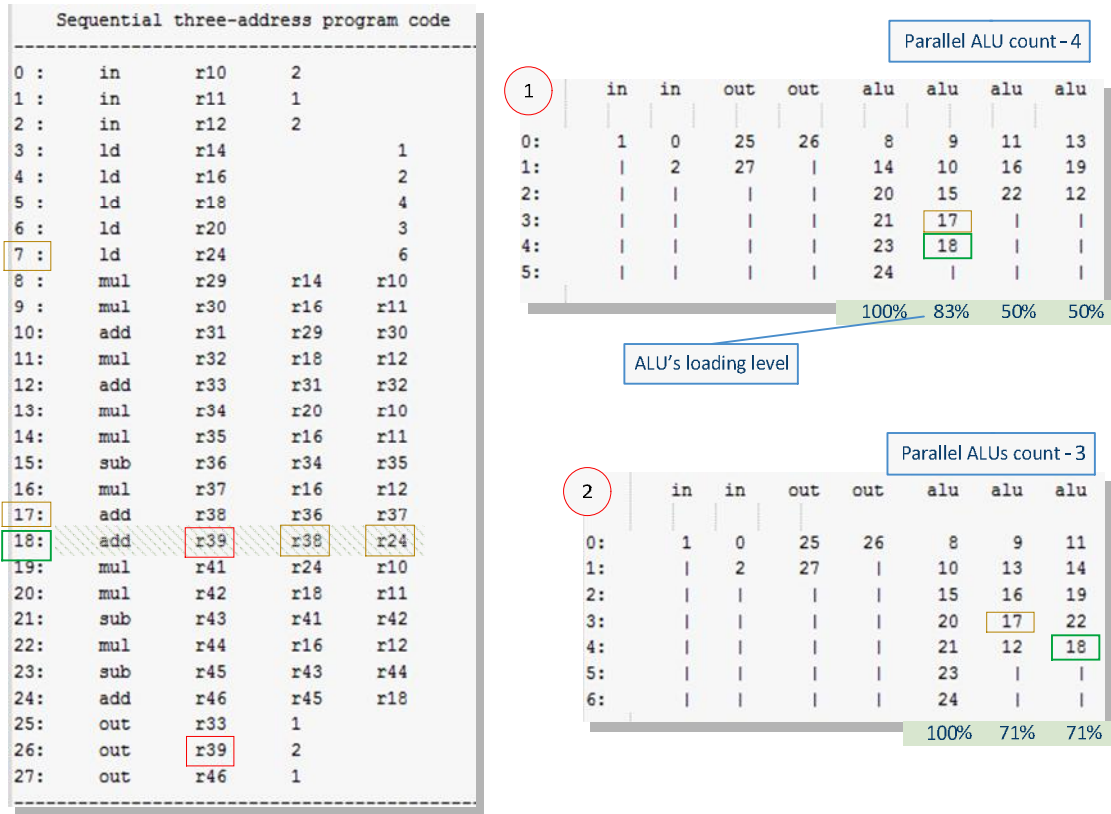 Sequential three-address program code
0 : in r10 2
1 : in r11 1
2 : in r12 2
3 : ld r14 1
4 : ld r16 2
5 : ld r18 4
6 : ld r20 3
7 : ld r24 6
8 : mul r29 r14 r10
9 : mul r30 r16 r11
10: add r31 r29 r30
11: mul r32 r18 r12
12: add r33 r31 r32
13: mul r34 r20 r10
14: mul r35 r16 r11
15: sub r36 r34 r35
16: mul r37 r16 r12
17: add r38 r36 r37
18: add r39 r38 r24
19: mul r41 r24 r10
20: mul r42 r18 r11
21: sub r43 r41 r42
22: mul r44 r16 r12
23: sub r45 r43 r44
24: add r46 r45 r18
25: out r33 1
26: out r39 2
27: out r46 1
Parallel ALU count - 4
1
in in out out alu alu alu alu
0: 1 0 25 26 8 9 11 13
1: | 2 27 | 14 10 16 19
2: | | | | 20 15 22 12
3: | | | | 21 17 | |
4: | | | | 23 18 | |
5: | | | | 24 | | |
100% 83% 50% 50%
ALU's loading level
Parallel ALUs count - 3
2
in in out out alu alu alu
0: 1 0 25 26 8 9 11
1: | 2 27 | 10 13 14
2: | | | | 15 16 19
3: | | | | 20 17 22
4: | | | | 21 12 18
5: | | | | 23 | |
6: | | | | 24 | |
100% 71% 71%